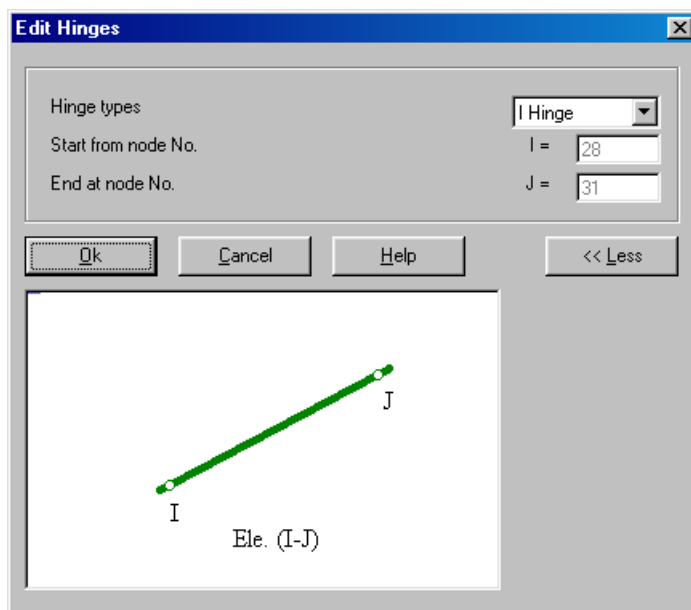 Edit Hinges
Hinge types I Hinge
Start from node No. I = 28
End at node No. J = 31
Ok Cancel Help << Less
J
I
Ele. (I-J)